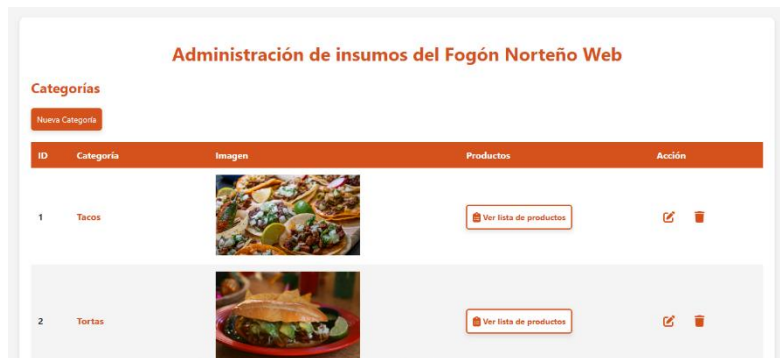 Administración de insumos del Fogón Norteño Web
Categorías
Nueva Categoría
ID Categoría Imagen Productos Acción
1 Tacos Ver lista de productos
2 Tortas Ver lista de productos